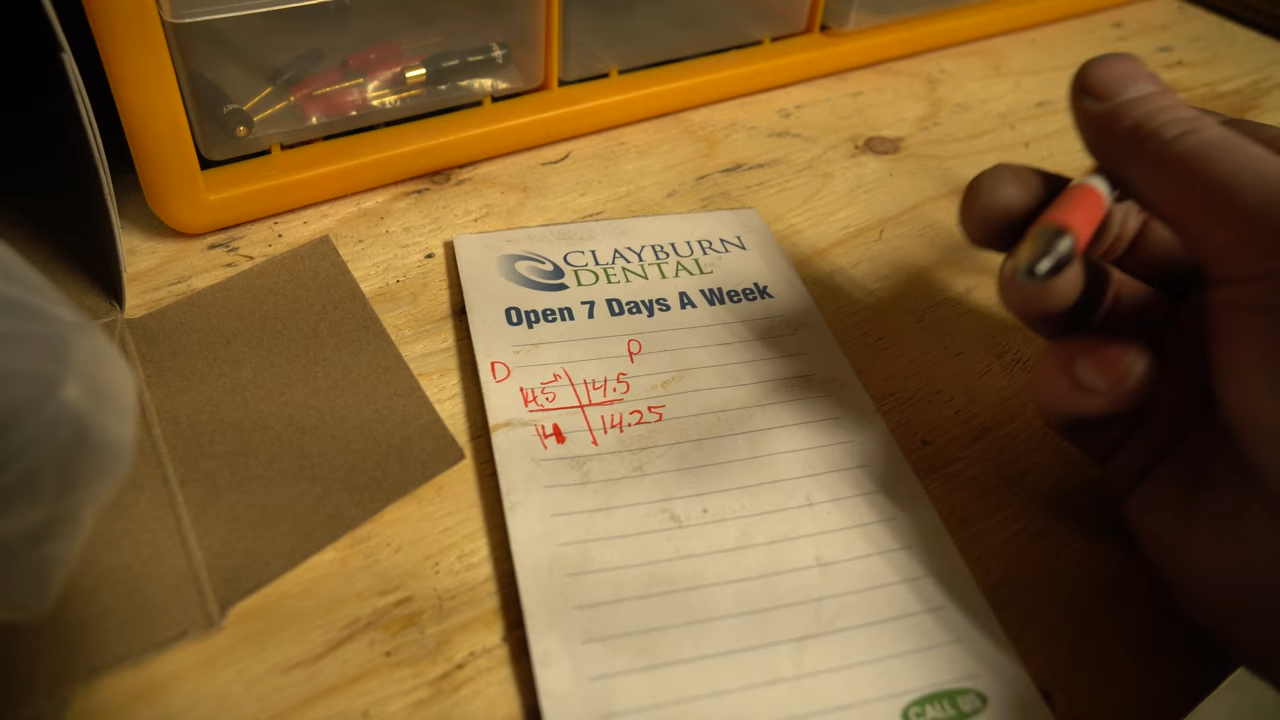 CLAYBURN
DENTAL
Open 7 Days A Week
D P
14.5" 14.5
14 14.25
CALL US